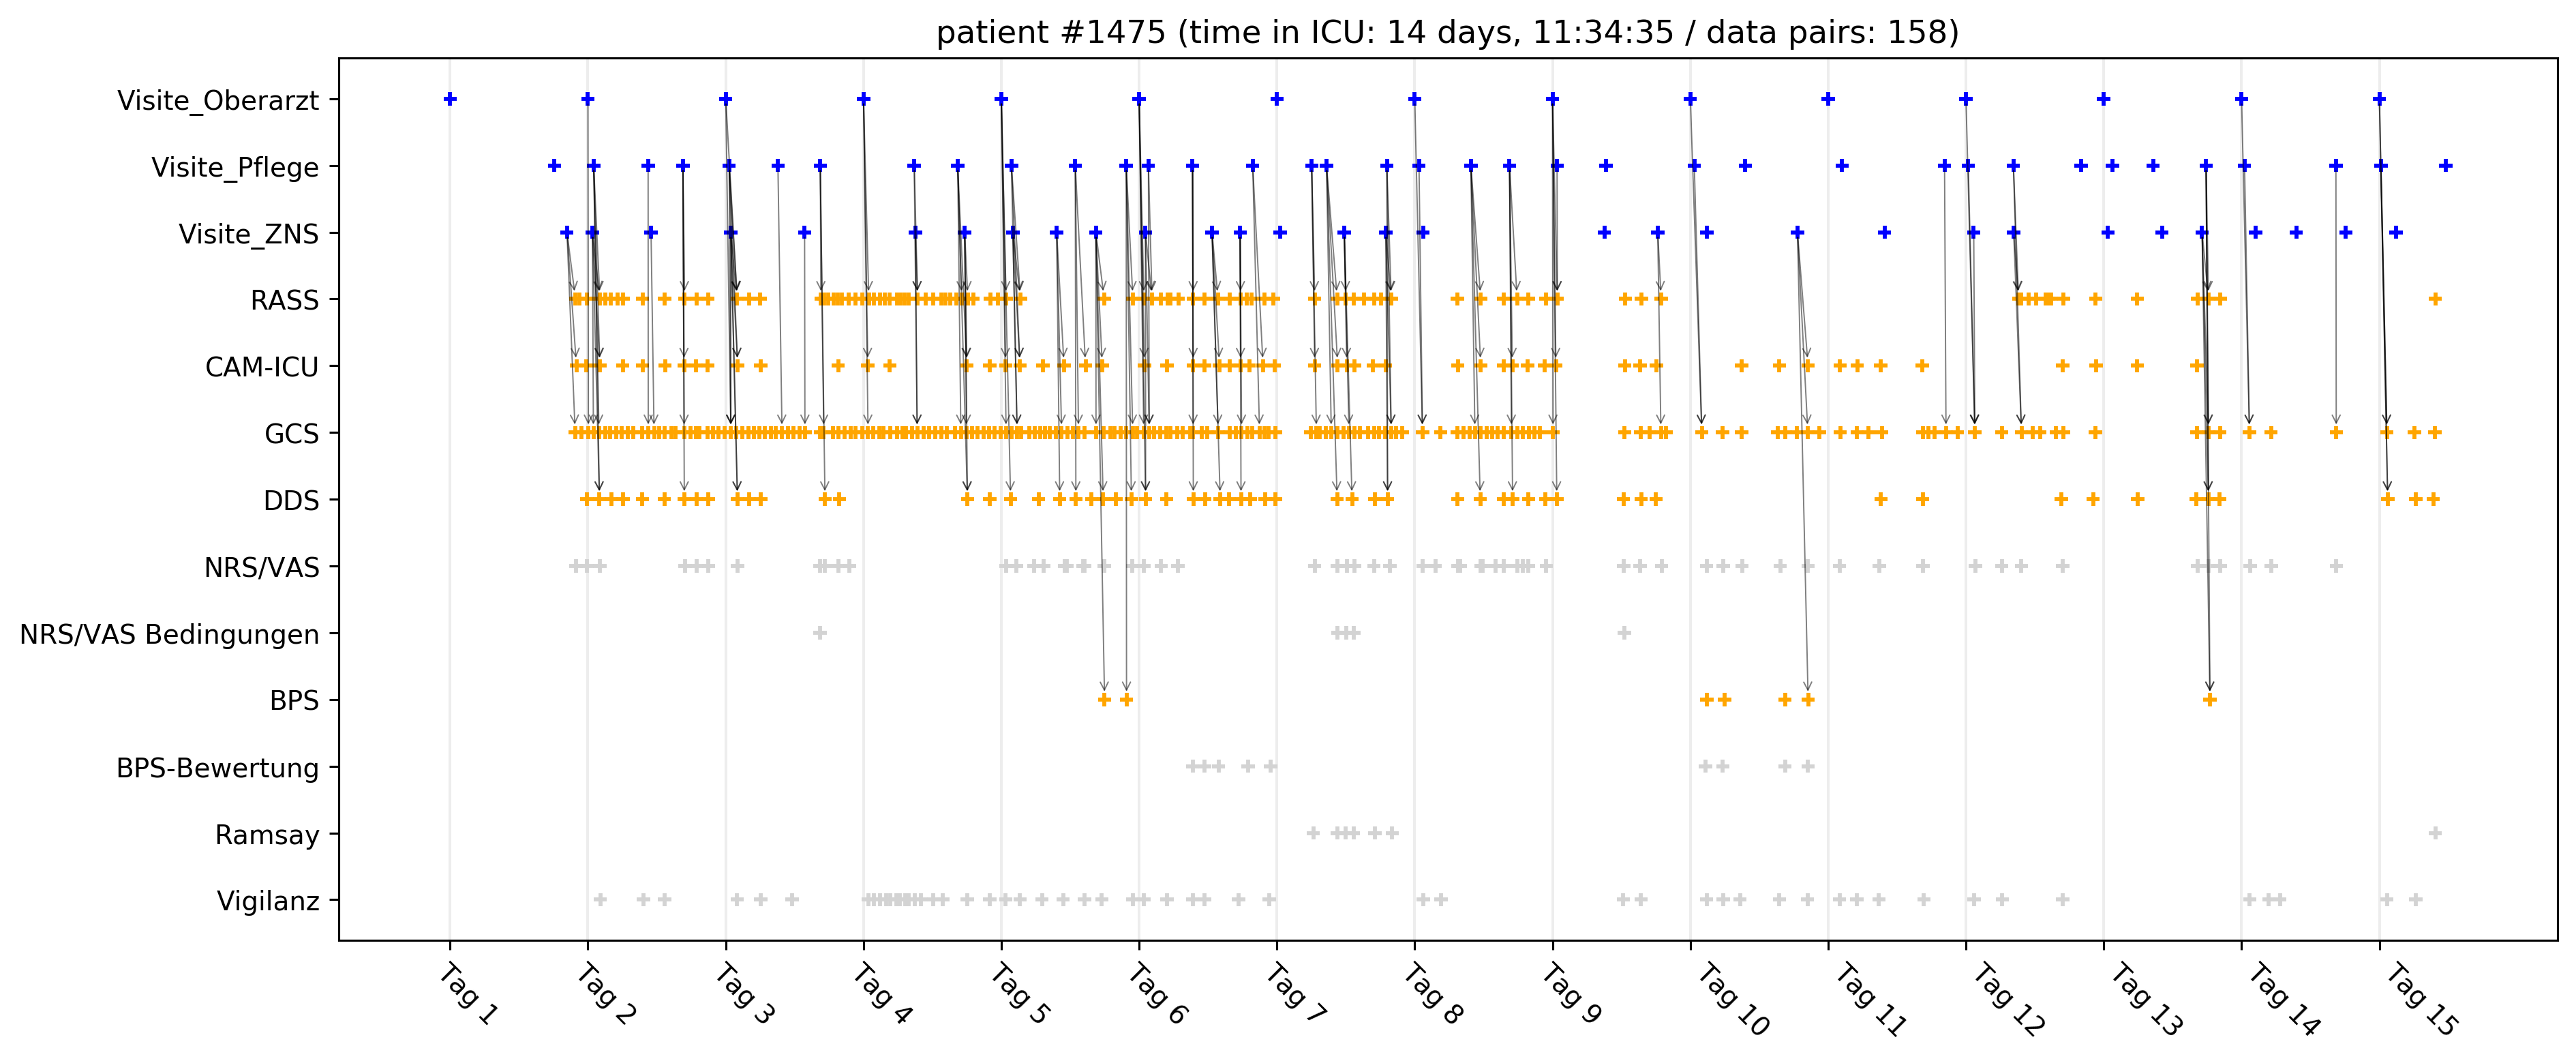 patient #1475 (time in ICU: 14 days, 11:34:35 / data pairs: 158)
Visite_Oberarzt
Visite_Pflege
Visite_ZNS
RASS
CAM-ICU
GCS
DDS
NRS/VAS
NRS/VAS Bedingungen
BPS
BPS-Bewertung
Ramsay
Vigilanz
Tag 1
Tag 2
Tag 3
Tag 4
Tag 5
Tag 6
Tag 7
Tag 8
Tag 9
Tag 10
Tag 11
Tag 12
Tag 13
Tag 14
Tag 15